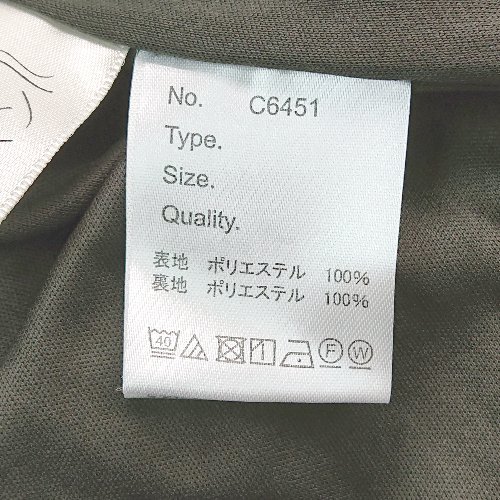 No. C6451
Type.
Size.
Quality.
表地 ポリエステル 100%
裏地 ポリエステル 100%
40 F W